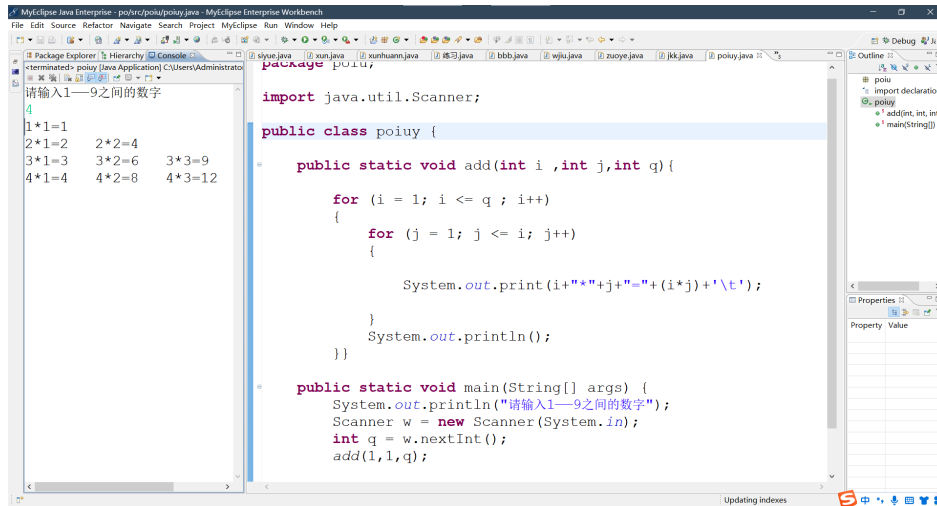 MyEclipse Java Enterprise - po/src/poiu/poiuy.java - MyEclipse Enterprise Workbench
File Edit Source Refactor Navigate Search Project MyEclipse Run Window Help
Debug
Package Explorer Hierarchy Console
<terminated> poiuy [Java Application] C:\Users\Administrator
请输入1——9之间的数字
4
1*1=1
2*1=2 2*2=4
3*1=3 3*2=6 3*3=9
4*1=4 4*2=8 4*3=12
siyue.java xun.java xunhuann.java 练习.java bbb.java wjiu.java zuoye.java jkk.java poiuy.java
package poiu;
import java.util.Scanner;
public class poiuy {
public static void add(int i ,int j,int q){
for (i = 1; i <= q ; i++)
{
for (j = 1; j <= i; j++)
{
System.out.print(i+"*"+j+"="+(i*j)+'\t');
}
System.out.println();
}}
public static void main(String[] args) {
System.out.println("请输入1——9之间的数字");
Scanner w = new Scanner(System.in);
int q = w.nextInt();
add(1,1,q);
Outline
poiu
import declaratio
poiuy
add(int, int, int
main(String[])
Properties
Property Value
Updating indexes
中